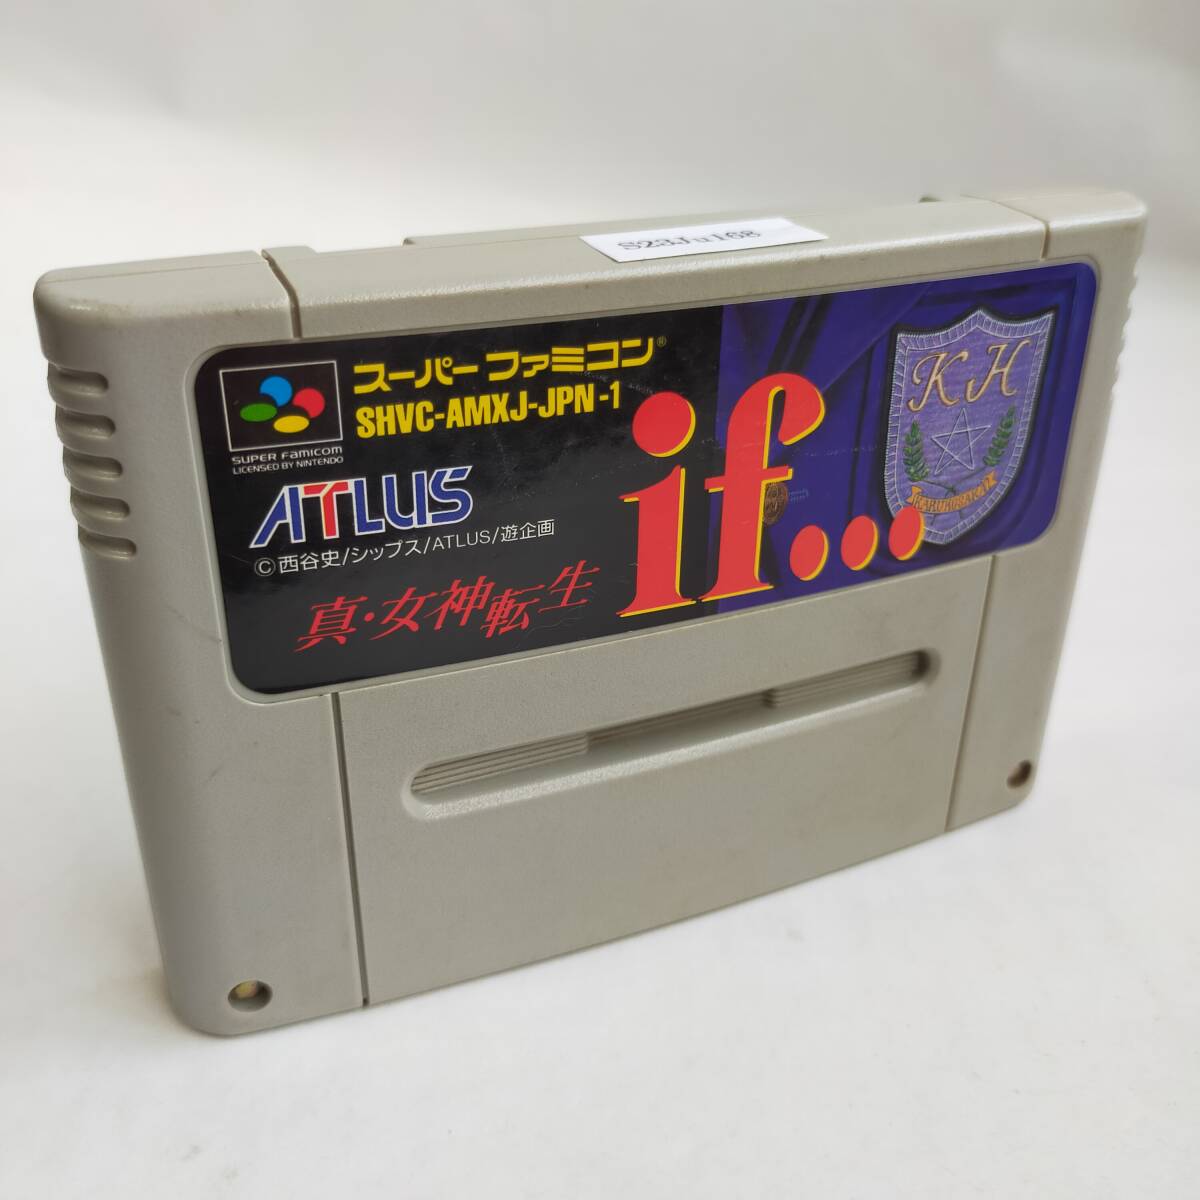 S23Ju168
スーパーファミコン®
SHVC-AMXJ-JPN-1
SUPER FAMICOM
LICENSED BY NINTENDO
ATLUS
©西谷史/シップス/ATLUS/遊企画
真・女神転生
if...
K H
KARUKOZAKA